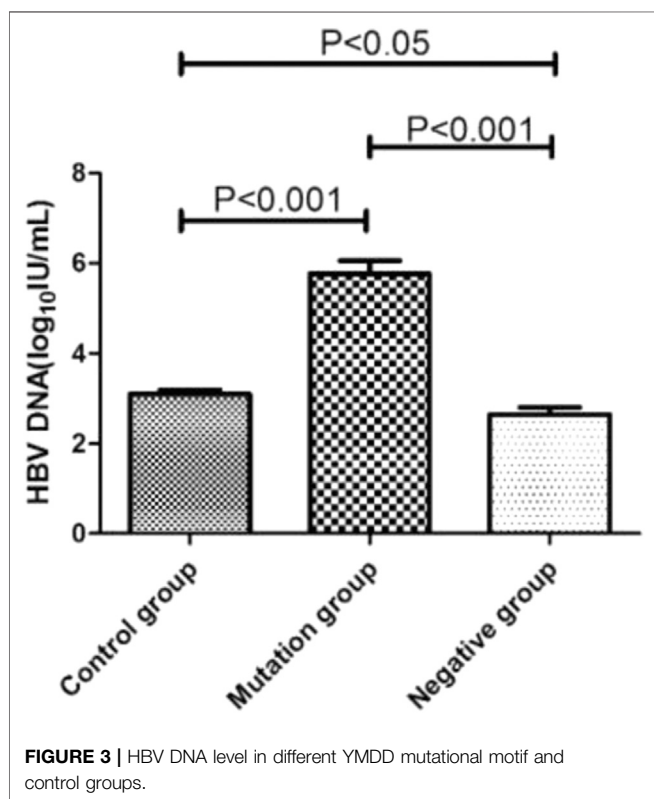 P<0.05
P<0.001
P<0.001
HBV DNA(log₁₀IU/mL)
8
6
4
2
0
Control group
Mutation group
Negative group
FIGURE 3 | HBV DNA level in different YMDD mutational motif and
control groups.